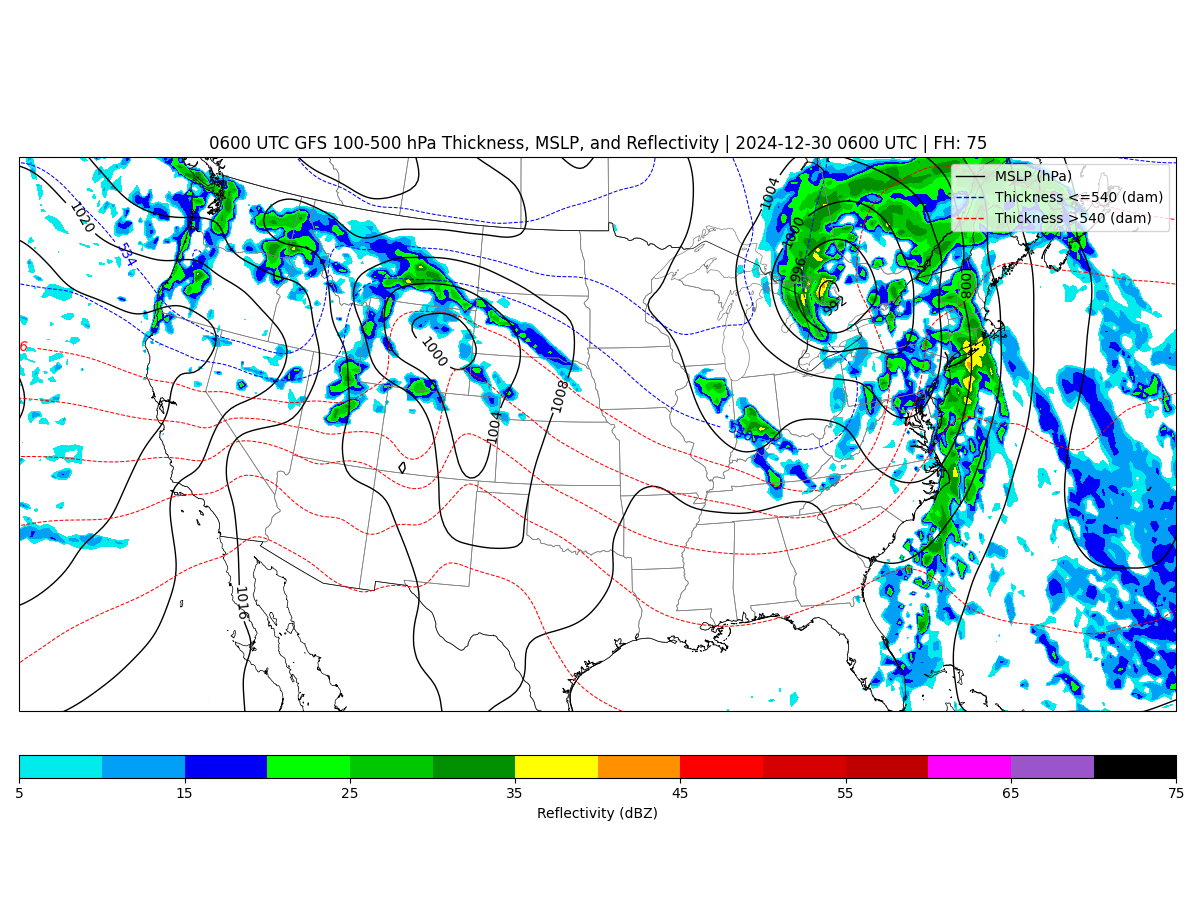 0600 UTC GFS 100-500 hPa Thickness, MSLP, and Reflectivity | 2024-12-30 0600 UTC | FH: 75
MSLP (hPa)
Thickness <=540 (dam)
Thickness >540 (dam)
1020
534
1004
1000
996
992
6
1000
1008
1004
1016
5 15 25 35 45 55 65 75
Reflectivity (dBZ)